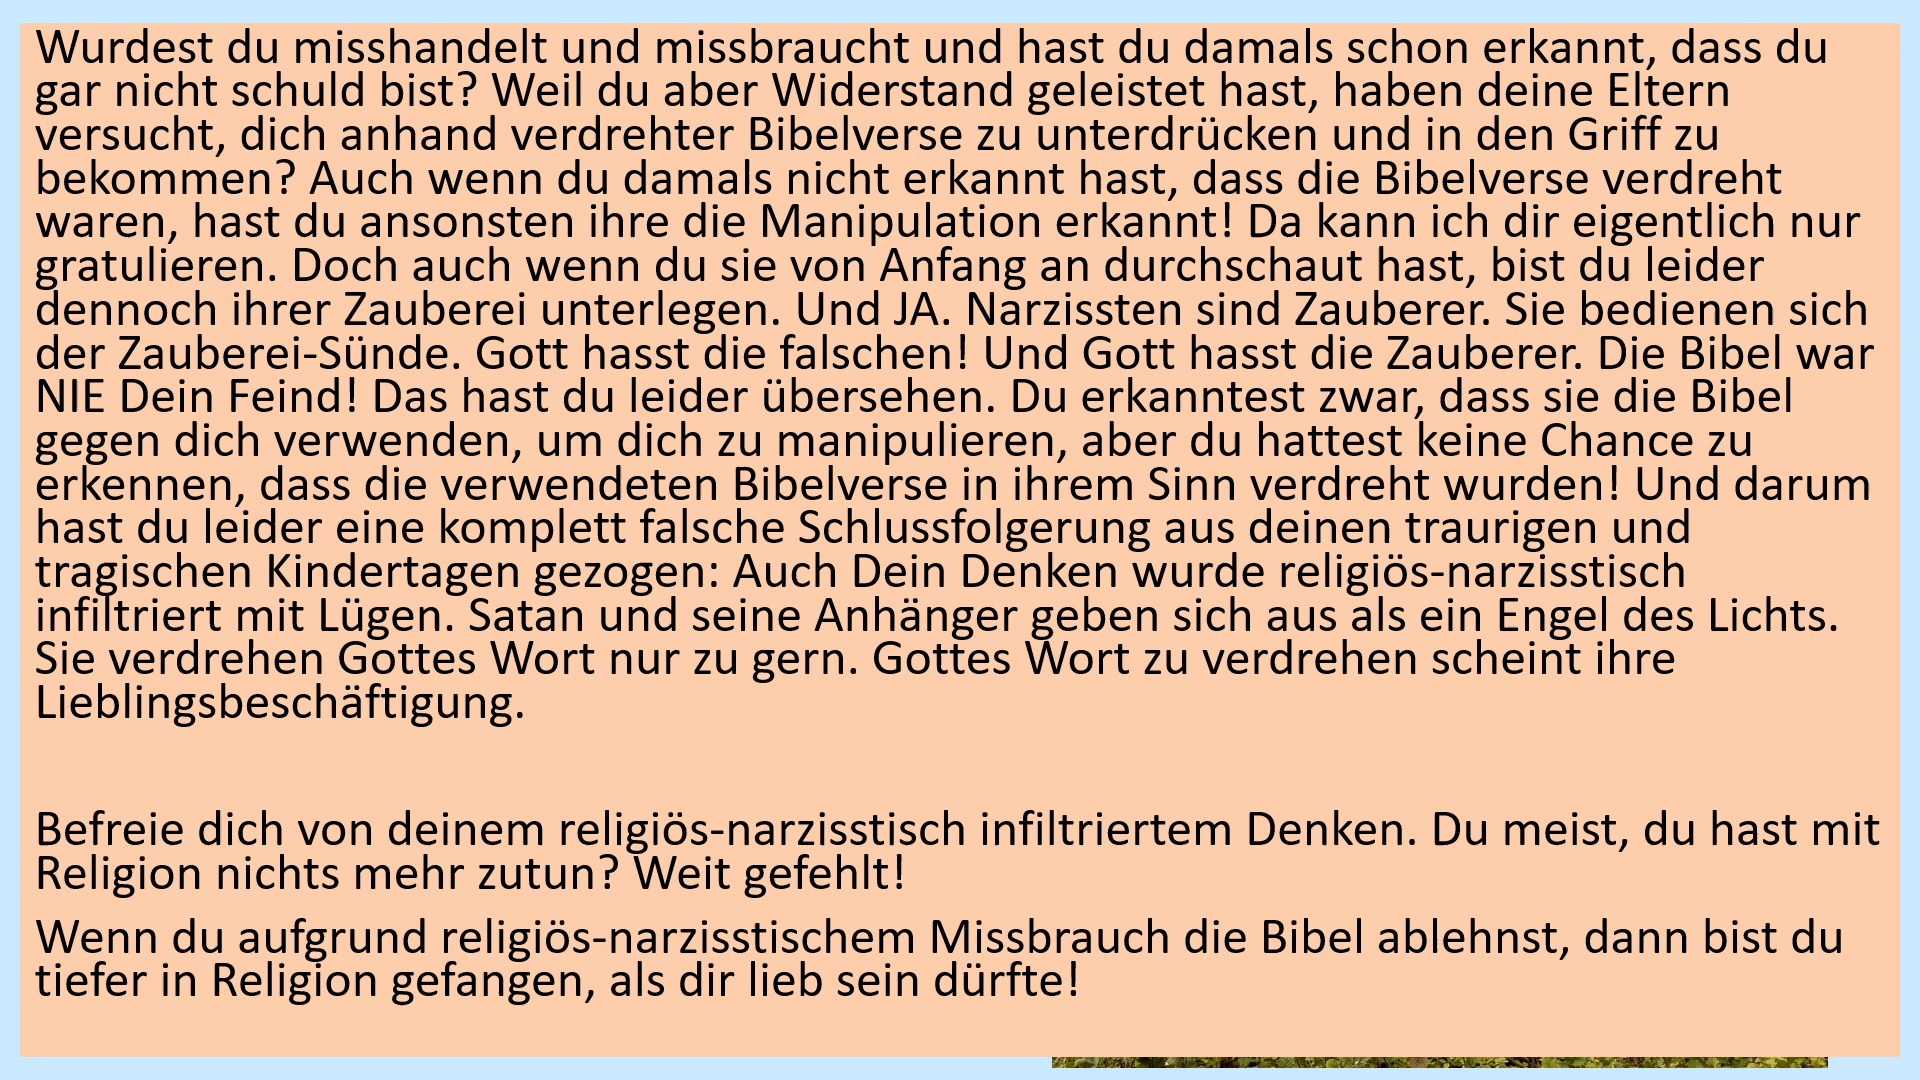 Wurdest du misshandelt und missbraucht und hast du damals schon erkannt, dass du
gar nicht schuld bist? Weil du aber Widerstand geleistet hast, haben deine Eltern
versucht, dich anhand verdrehter Bibelverse zu unterdrücken und in den Griff zu
bekommen? Auch wenn du damals nicht erkannt hast, dass die Bibelverse verdreht
waren, hast du ansonsten ihre die Manipulation erkannt! Da kann ich dir eigentlich nur
gratulieren. Doch auch wenn du sie von Anfang an durchschaut hast, bist du leider
dennoch ihrer Zauberei unterlegen. Und JA. Narzissten sind Zauberer. Sie bedienen sich
der Zauberei-Sünde. Gott hasst die falschen! Und Gott hasst die Zauberer. Die Bibel war
NIE Dein Feind! Das hast du leider übersehen. Du erkanntest zwar, dass sie die Bibel
gegen dich verwenden, um dich zu manipulieren, aber du hattest keine Chance zu
erkennen, dass die verwendeten Bibelverse in ihrem Sinn verdreht wurden! Und darum
hast du leider eine komplett falsche Schlussfolgerung aus deinen traurigen und
tragischen Kindertagen gezogen: Auch Dein Denken wurde religiös-narzisstisch
infiltriert mit Lügen. Satan und seine Anhänger geben sich aus als ein Engel des Lichts.
Sie verdrehen Gottes Wort nur zu gern. Gottes Wort zu verdrehen scheint ihre
Lieblingsbeschäftigung.
Befreie dich von deinem religiös-narzisstisch infiltriertem Denken. Du meist, du hast mit
Religion nichts mehr zutun? Weit gefehlt!
Wenn du aufgrund religiös-narzisstischem Missbrauch die Bibel ablehnst, dann bist du
tiefer in Religion gefangen, als dir lieb sein dürfte!